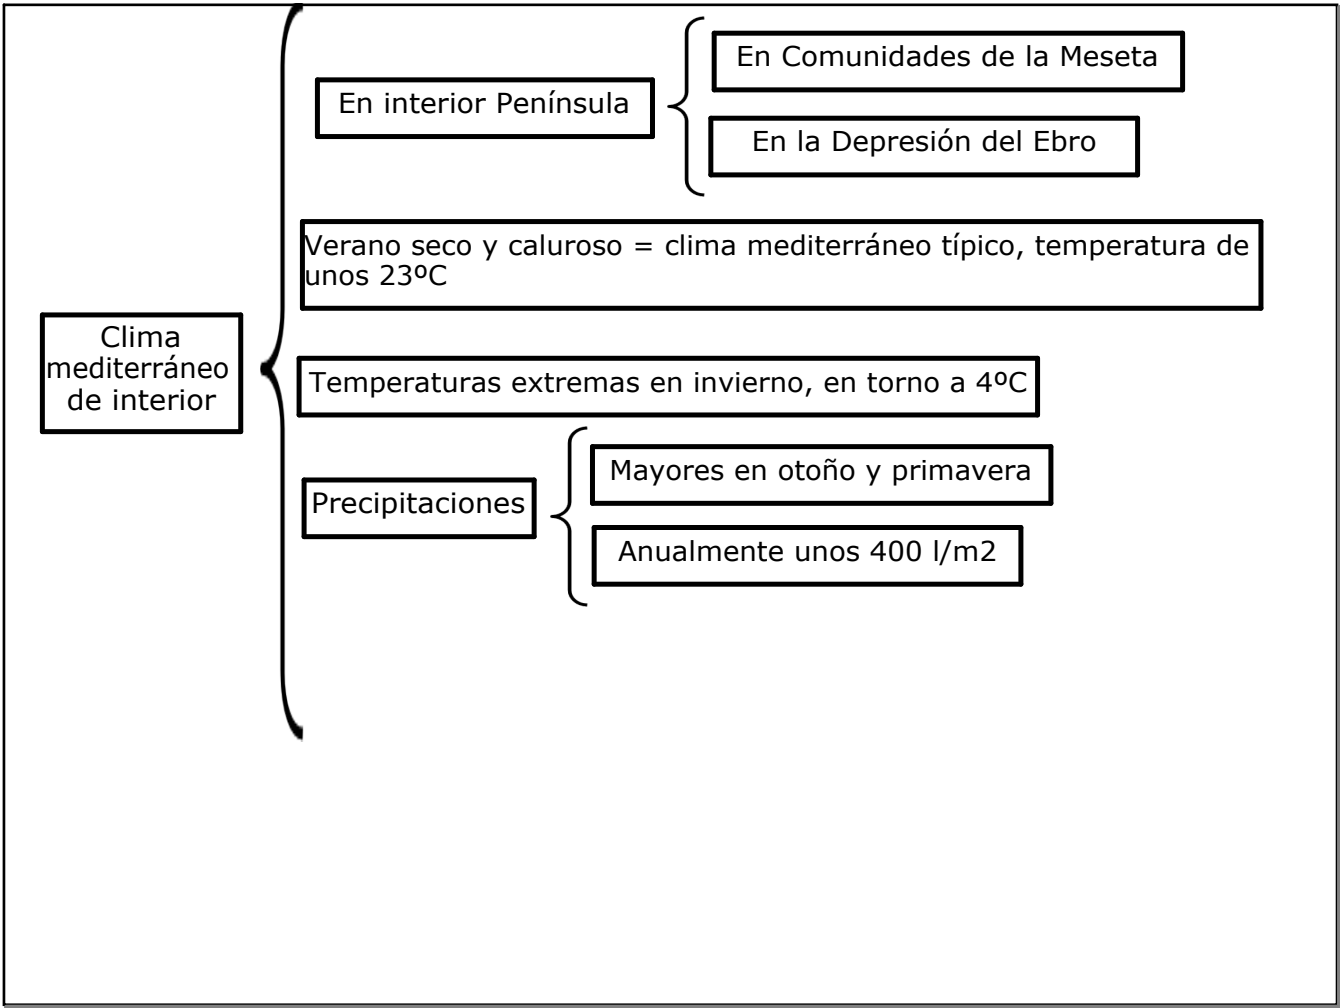 En Comunidades de la Meseta
En interior Península
En la Depresión del Ebro
Verano seco y caluroso = clima mediterráneo típico, temperatura de
unos 23ºC
Clima
mediterráneo
de interior
Temperaturas extremas en invierno, en torno a 4ºC
Mayores en otoño y primavera
Precipitaciones
Anualmente unos 400 l/m2